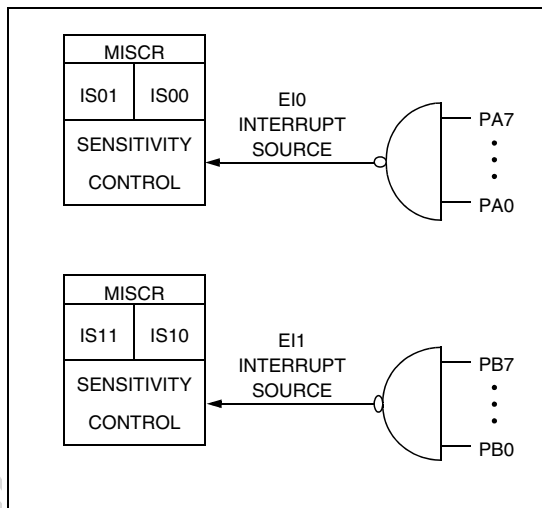 MISCR
IS01 IS00
SENSITIVITY
CONTROL
EI0
INTERRUPT
SOURCE
PA7
PA0
MISCR
IS11 IS10
SENSITIVITY
CONTROL
EI1
INTERRUPT
SOURCE
PB7
PB0